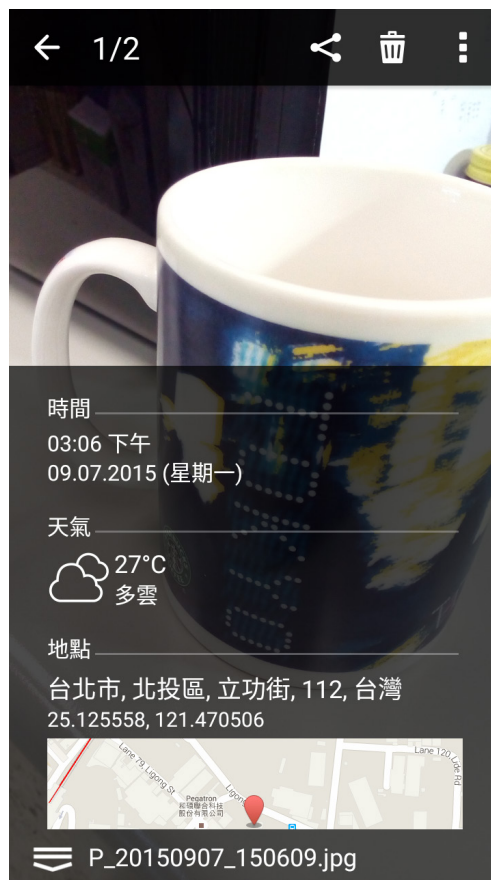 1/2
時間
03:06 下午
09.07.2015 (星期一)
天氣
27°C
多雲
地點
台北市, 北投區, 立功街, 112, 台灣
25.125558, 121.470506
Lane 120
Ude Rd
Lane 79, Ligong St
Ligong
Pegatron
和碩聯合科技
股份有限公司
P_20150907_150609.jpg